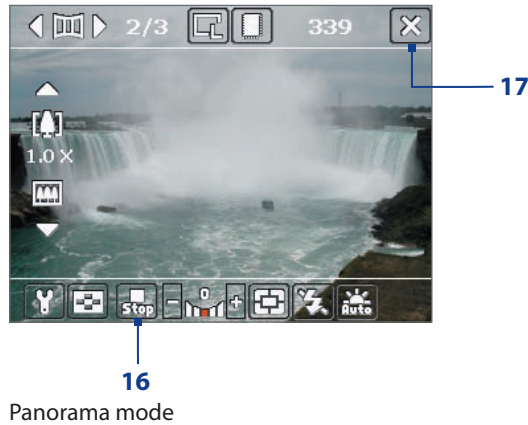 2/3 339
17
1.0 X
Stop - 0 + Auto
16
Panorama mode